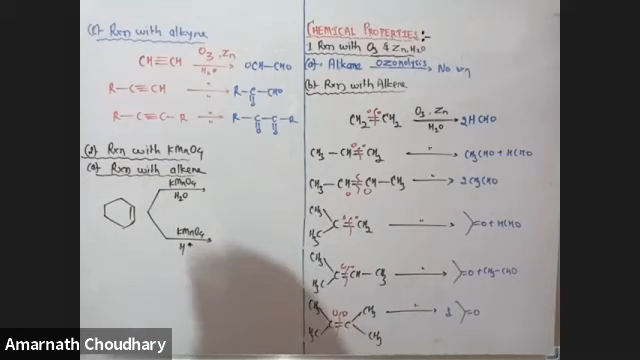 (c) Rxn with alkyne
CH≡CH O3, Zn H2O OCH—CHO
R—C≡CH " R—C—CHO O
R—C≡C—R " R—C—C—R O O
(2) Rxn with KMnO4
(a) Rxn with alkene
KMnO4
H2O
KMnO4
H+
CHEMICAL PROPERTIES:-
1 Rxn with O3 & Zn, H2O
(a) Alkane Ozonolysis No rxn
(b) Rxn with Alkene
CH2=CH2 O3, Zn H2O 2HCHO
CH3—CH=CH2 " CH3CHO + HCHO
CH3—CH=CH—CH3 " 2CH3CHO
CH3 H3C C=CH2 " =O + HCHO
CH3 H3C C=CH—CH3 " =O + CH3—CHO
CH3 H3C C=C CH3 CH3 " 2 =O
Amarnath Choudhary